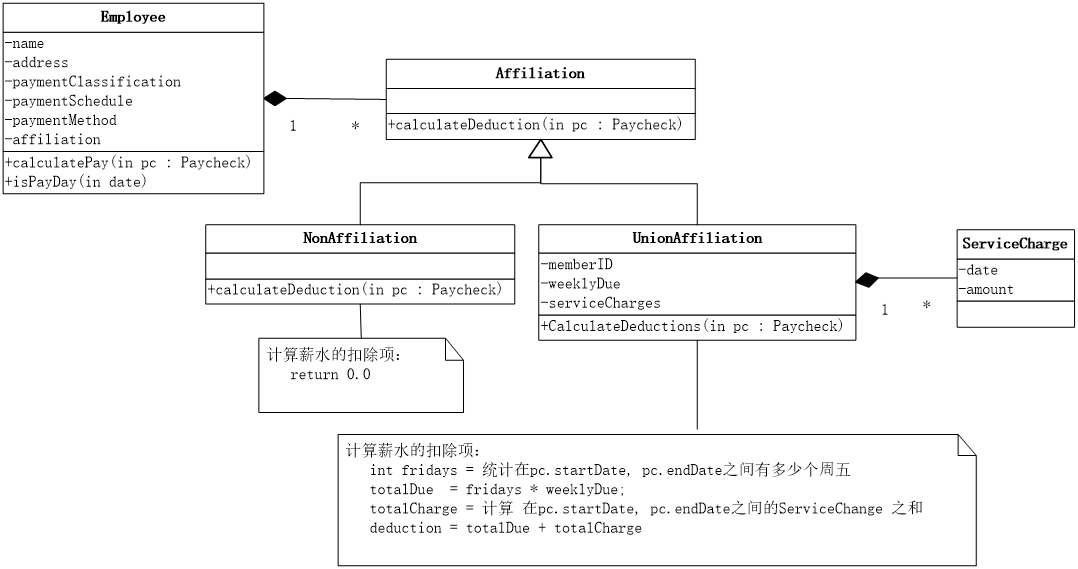 Employee
-name
-address
-paymentClassification
-paymentSchedule
-paymentMethod
-affiliation
+calculatePay(in pc : Paycheck)
+isPayDay(in date)
1
*
Affiliation
+calculateDeduction(in pc : Paycheck)
NonAffiliation
+calculateDeduction(in pc : Paycheck)
UnionAffiliation
-memberID
-weeklyDue
-serviceCharges
+CalculateDeductions(in pc : Paycheck)
1
*
ServiceCharge
-date
-amount
计算薪水的扣除项:
return 0.0
计算薪水的扣除项:
int fridays = 统计在pc.startDate, pc.endDate之间有多少个周五
totalDue = fridays * weeklyDue;
totalCharge = 计算 在pc.startDate, pc.endDate之间的ServiceChange 之和
deduction = totalDue + totalCharge